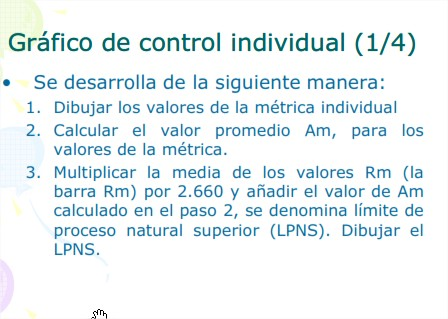 Gráfico de control individual (1/4)
• Se desarrolla de la siguiente manera:
1. Dibujar los valores de la métrica individual
2. Calcular el valor promedio Am, para los
valores de la métrica.
3. Multiplicar la media de los valores Rm (la
barra Rm) por 2.660 y añadir el valor de Am
calculado en el paso 2, se denomina límite de
proceso natural superior (LPNS). Dibujar el
LPNS.